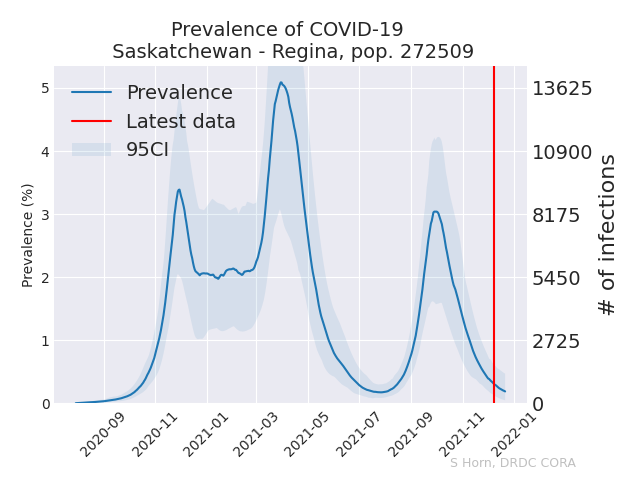 Prevalence of COVID-19
Saskatchewan - Regina, pop. 272509
Prevalence
Latest data
95CI
Prevalence (%)
5
4
3
2
1
0
13625
10900
8175
5450
2725
0
# of infections
2020-09
2020-11
2021-01
2021-03
2021-05
2021-07
2021-09
2021-11
2022-01
S Horn, DRDC CORA